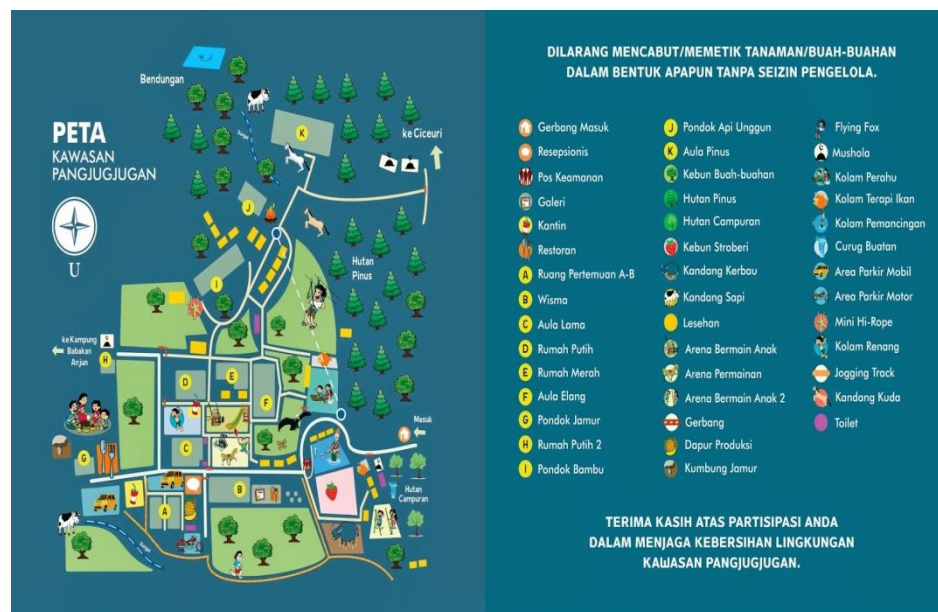 Bendungan
Sungai
K
ke Ciceuri
PETA
KAWASAN
PANGJUGJUGAN
U
J
I
Hutan
Pinus
ke Kampung
Babakan
Anjun
H
D
E
F
G
C
Masuk
B
A
Hutan
Campuran
Sungai
DILARANG MENCABUT/MEMETIK TANAMAN/BUAH-BUAHAN
DALAM BENTUK APAPUN TANPA SEIZIN PENGELOLA.
Gerbang Masuk
Resepsionis
Pos Keamanan
Galeri
Kantin
Restoran
A Ruang Pertemuan A-B
B Wisma
C Aula Lama
D Rumah Putih
E Rumah Merah
F Aula Elang
G Pondok Jamur
H Rumah Putih 2
I Pondok Bambu
J Pondok Api Unggun
K Aula Pinus
Kebun Buah-buahan
Hutan Pinus
Hutan Campuran
Kebun Stroberi
Kandang Kerbau
Kandang Sapi
Lesehan
Arena Bermain Anak
Arena Permainan
Arena Bermain Anak 2
Gerbang
Dapur Produksi
Kumbung Jamur
Flying Fox
Mushola
Kolam Perahu
Kolam Terapi Ikan
Kolam Pemancingan
Curug Buatan
Area Parkir Mobil
Area Parkir Motor
Mini Hi-Rope
Kolam Renang
Jogging Track
Kandang Kuda
Toilet
TERIMA KASIH ATAS PARTISIPASI ANDA
DALAM MENJAGA KEBERSIHAN LINGKUNGAN
KAWASAN PANGJUGJUGAN.